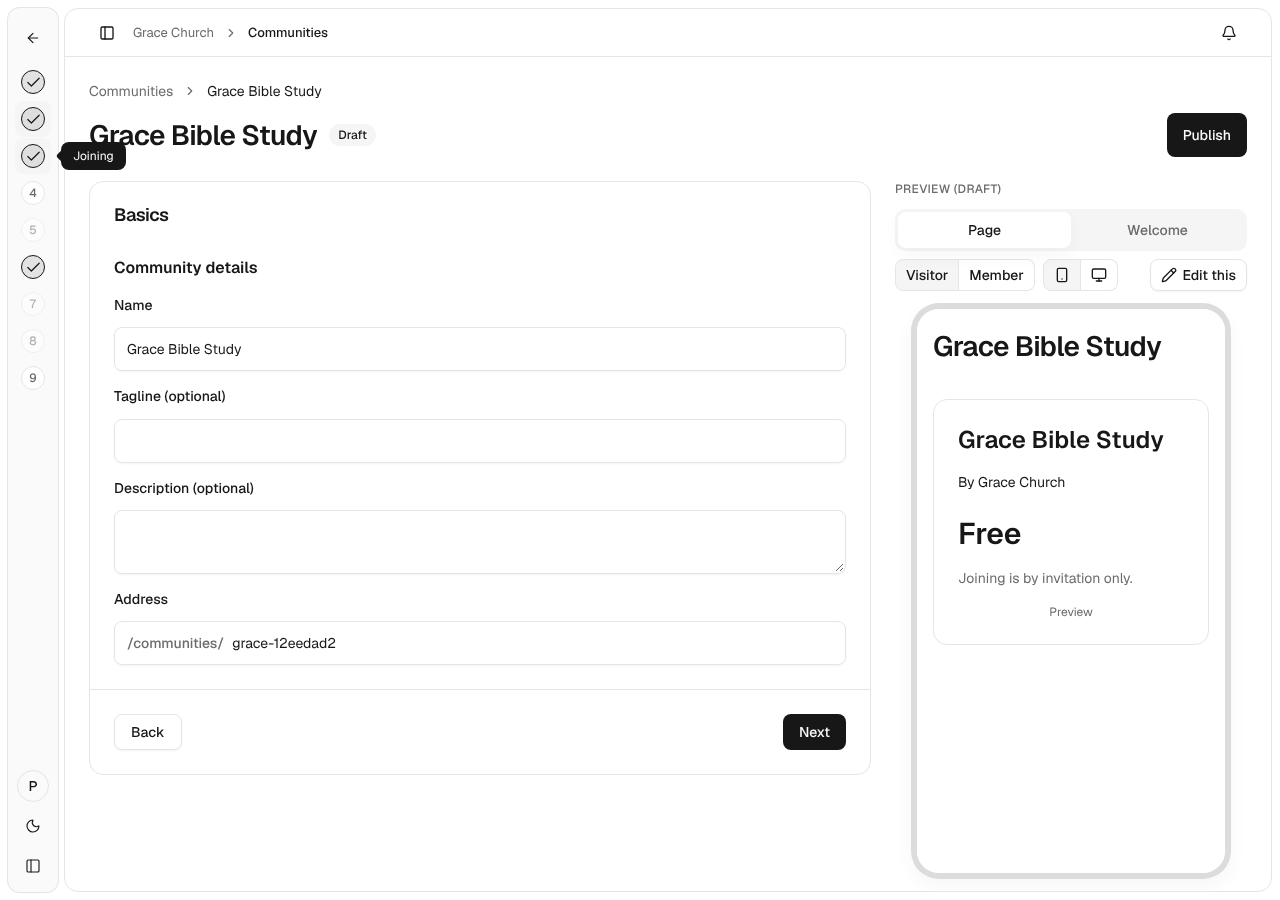 Grace Church > Communities
Communities > Grace Bible Study
Grace Bible Study Draft
Publish
Joining
4
5
7
8
9
P
Basics
Community details
Name
Grace Bible Study
Tagline (optional)
Description (optional)
Address
/communities/ grace-12eedad2
Back
Next
PREVIEW (DRAFT)
Page Welcome
Visitor Member Edit this
Grace Bible Study
Grace Bible Study
By Grace Church
Free
Joining is by invitation only.
Preview